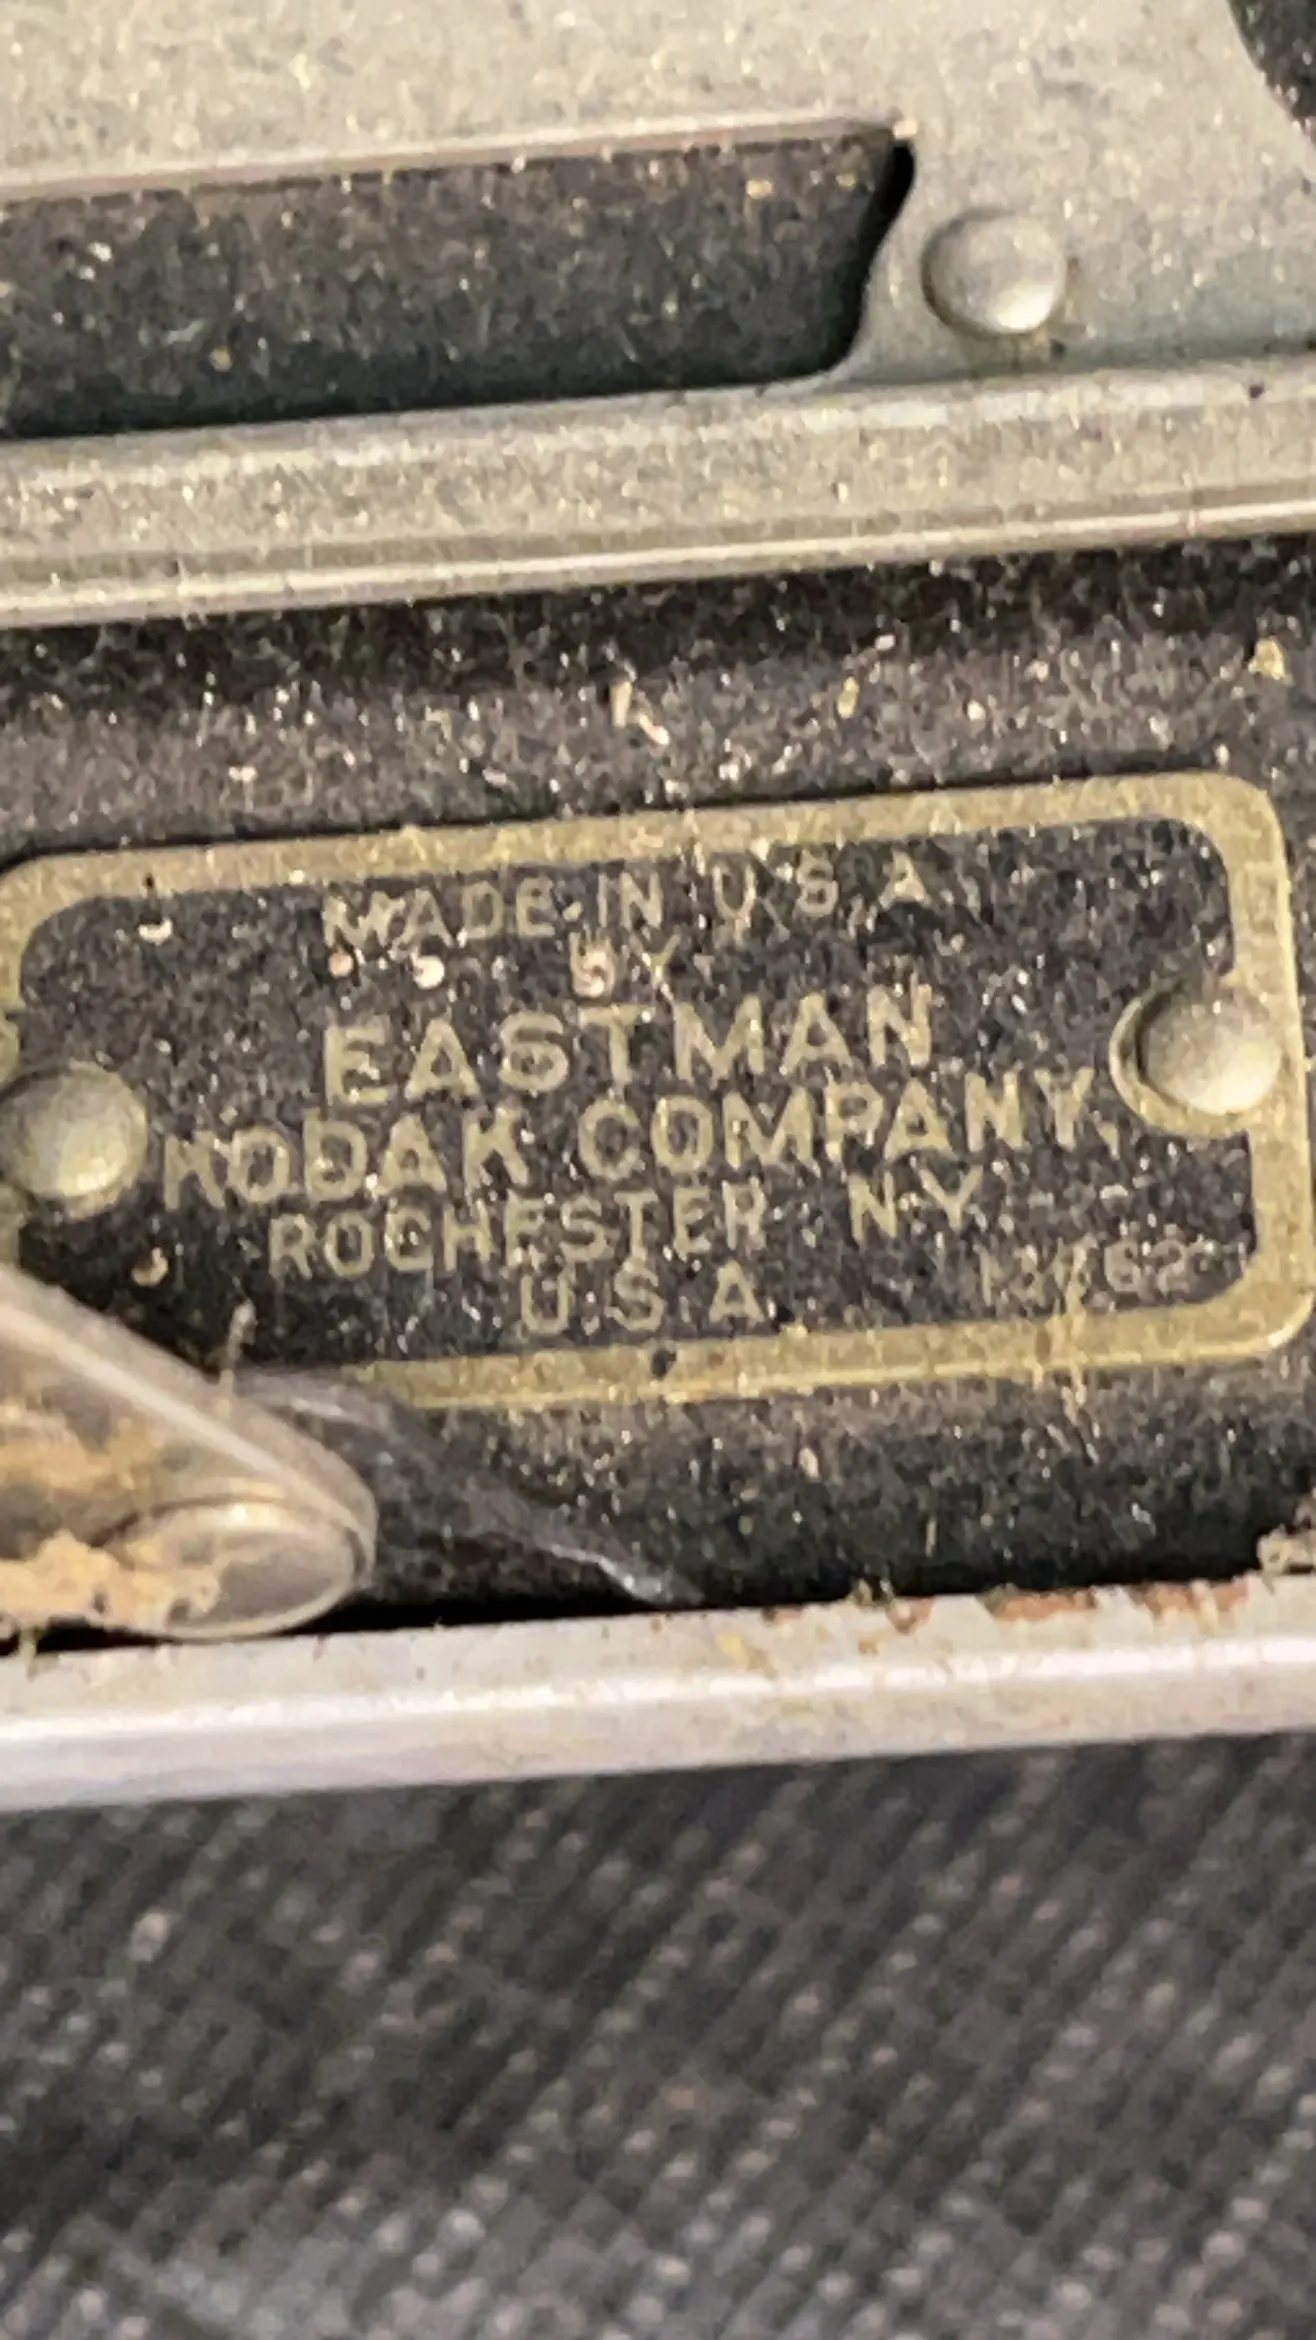 MADE IN U.S.A.
BY
EASTMAN
KODAK COMPANY,
ROCHESTER, N.Y.
U.S.A.